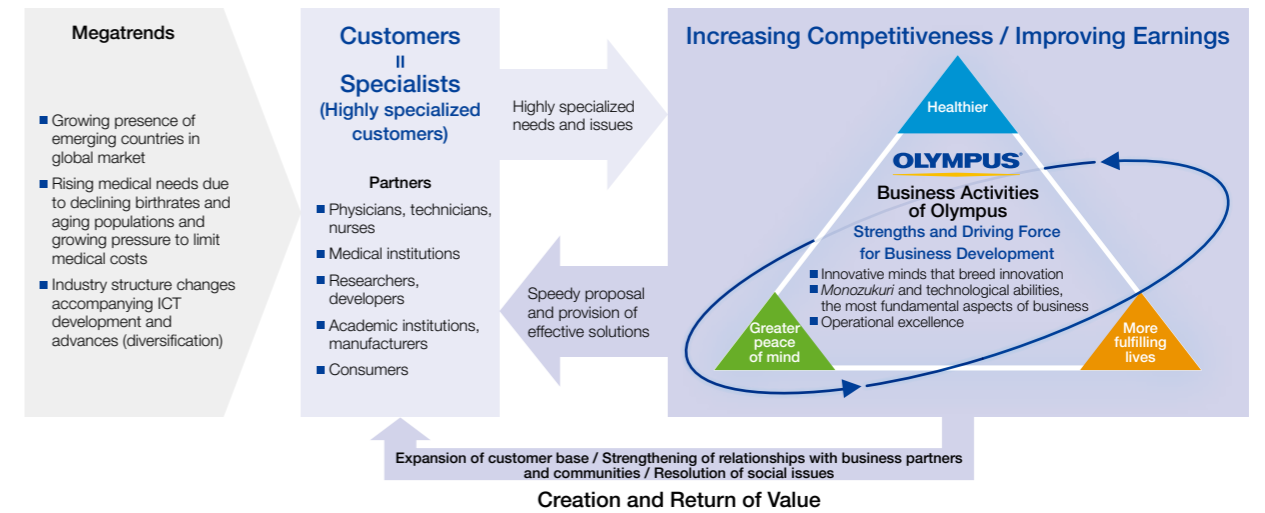 Megatrends
■ Growing presence of
emerging countries in
global market
■ Rising medical needs due
to declining birthrates and
aging populations and
growing pressure to limit
medical costs
■ Industry structure changes
accompanying ICT
development and
advances (diversification)
Customers
=
Specialists
(Highly specialized
customers)
Partners
■ Physicians, technicians,
nurses
■ Medical institutions
■ Researchers,
developers
■ Academic institutions,
manufacturers
■ Consumers
Highly specialized
needs and issues
Speedy proposal
and provision of
effective solutions
Increasing Competitiveness / Improving Earnings
Healthier
OLYMPUS®
Business Activities
of Olympus
Strengths and Driving Force
for Business Development
■ Innovative minds that breed innovation
■ Monozukuri and technological abilities,
the most fundamental aspects of business
■ Operational excellence
Greater
peace
of mind
More
fulfilling
lives
Expansion of customer base / Strengthening of relationships with business partners
and communities / Resolution of social issues
Creation and Return of Value